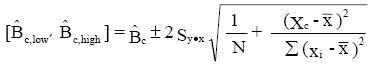 [B̂c,low, B̂c,high] = B̂c ± 2 Sy•x √( 1/N + (Xc - x̄)² / Σ(xi - x̄)² )